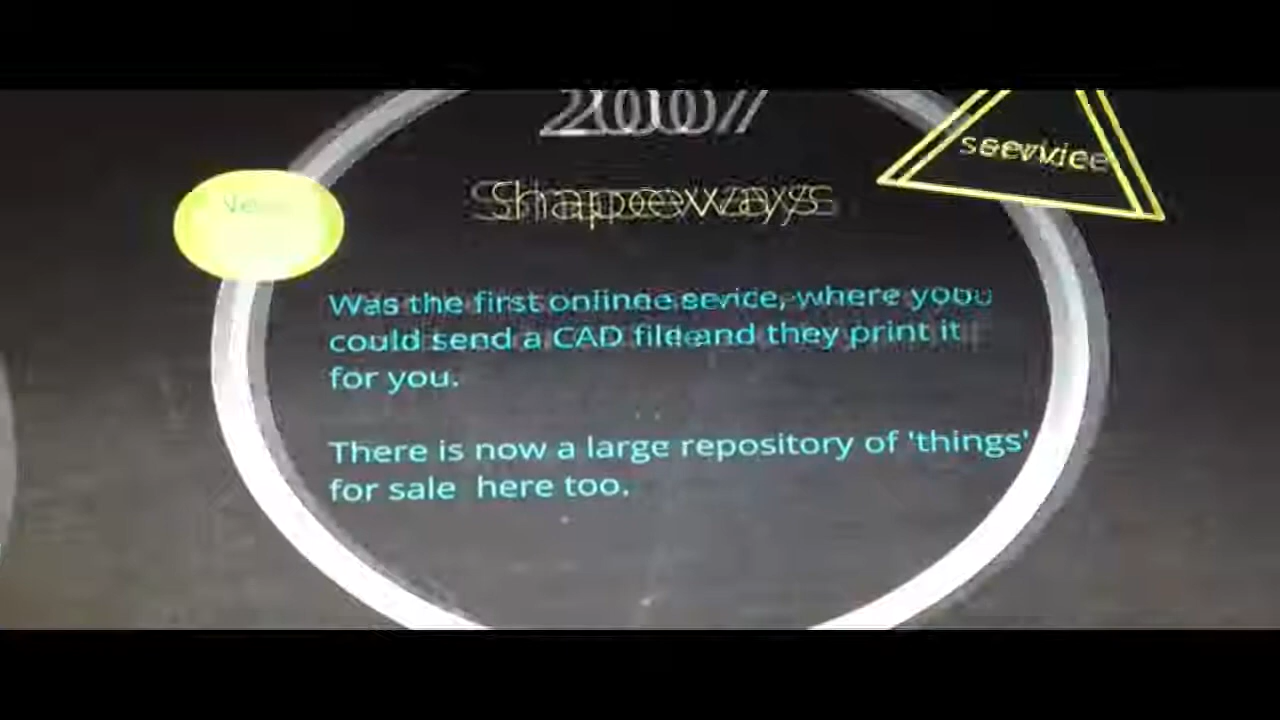 2007
service
Shapeways
Was the first online sevice, where you
could send a CAD file and they print it
for you.
There is now a large repository of 'things'
for sale here too.